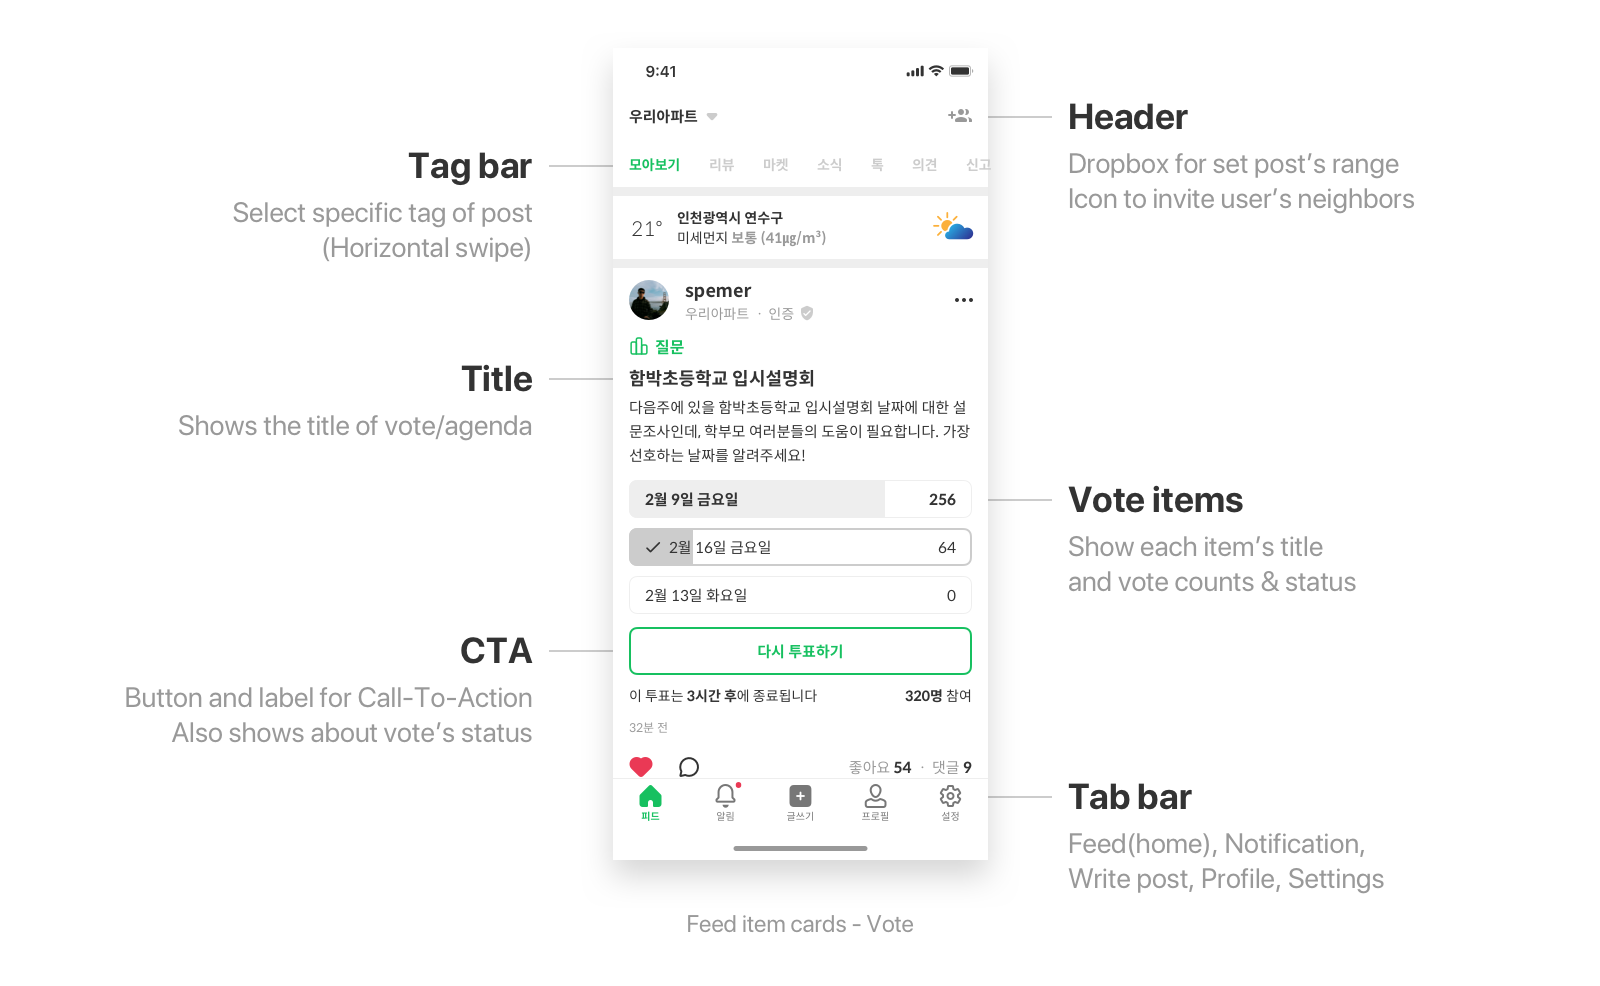 9:41
우리아파트
모아보기 리뷰 마켓 소식 톡 의견 신고
21°
인천광역시 연수구
미세먼지 보통 (41㎍/m³)
spemer
우리아파트 · 인증
질문
함박초등학교 입시설명회
다음주에 있을 함박초등학교 입시설명회 날짜에 대한 설
문조사인데, 학부모 여러분들의 도움이 필요합니다. 가장
선호하는 날짜를 알려주세요!
2월 9일 금요일 256
2월 16일 금요일 64
2월 13일 화요일 0
다시 투표하기
이 투표는 3시간 후에 종료됩니다 320명 참여
32분 전
좋아요 54 · 댓글 9
피드 알림 글쓰기 프로필 설정
Tag bar
Select specific tag of post
(Horizontal swipe)
Title
Shows the title of vote/agenda
CTA
Button and label for Call-To-Action
Also shows about vote's status
Header
Dropbox for set post's range
Icon to invite user's neighbors
Vote items
Show each item's title
and vote counts & status
Tab bar
Feed(home), Notification,
Write post, Profile, Settings
Feed item cards - Vote